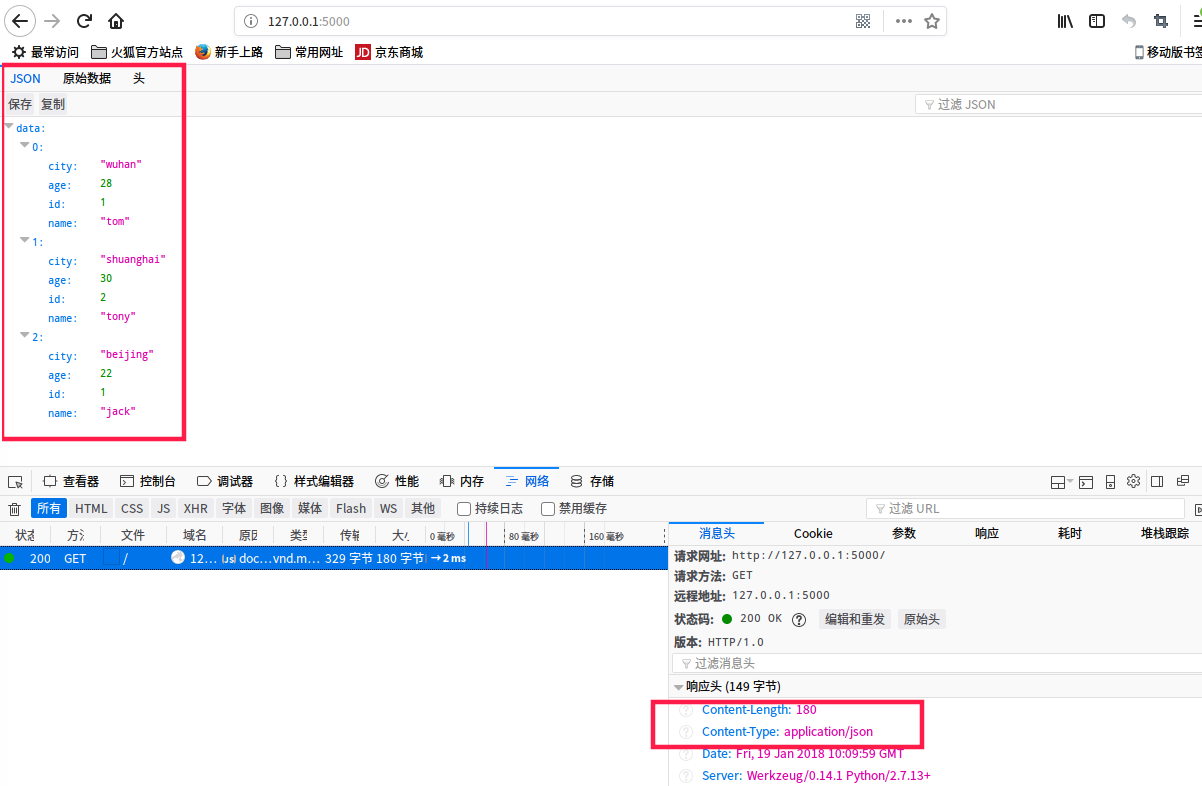 127.0.0.1:5000
最常访问 火狐官方站点 新手上路 常用网址 JD 京东商城 移动版书签
JSON 原始数据 头
保存 复制 过滤 JSON
data:
0:
city: "wuhan"
age: 28
id: 1
name: "tom"
1:
city: "shuanghai"
age: 30
id: 2
name: "tony"
2:
city: "beijing"
age: 22
id: 1
name: "jack"
查看器 控制台 调试器 {} 样式编辑器 性能 内存 网络 存储
所有 HTML CSS JS XHR 字体 图像 媒体 Flash WS 其他 持续日志 禁用缓存 过滤 URL
文件 域名 0 毫秒 80 毫秒 160 毫秒
200 GET / 12… doc… vnd.m… 329 字节 180 字节 → 2 ms
消息头 Cookie 参数 响应 耗时 堆栈跟踪
请求网址: http://127.0.0.1:5000/
请求方法: GET
远程地址: 127.0.0.1:5000
状态码: 200 OK ? 编辑和重发 原始头
版本: HTTP/1.0
过滤消息头
响应头 (149 字节)
? Content-Length: 180
? Content-Type: application/json
? Date: Fri, 19 Jan 2018 10:09:59 GMT
? Server: Werkzeug/0.14.1 Python/2.7.13+